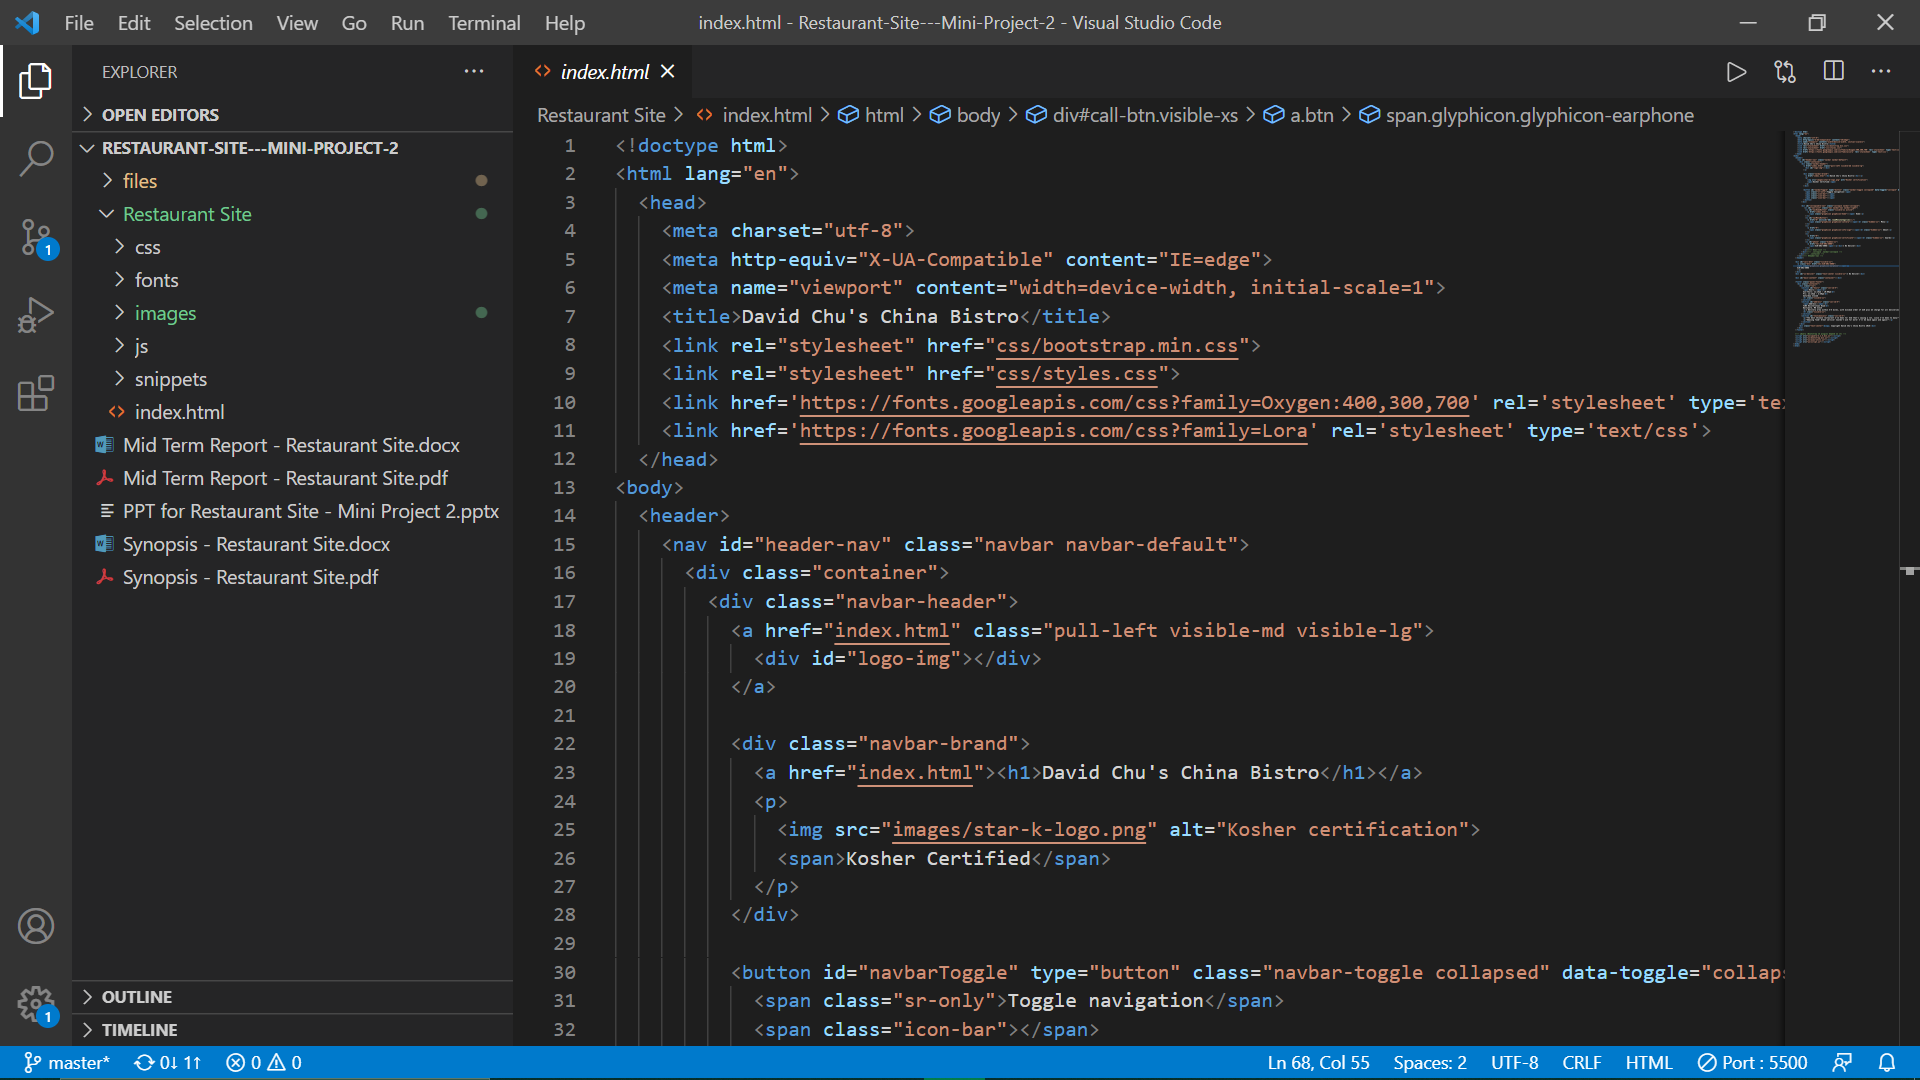 File Edit Selection View Go Run Terminal Help
index.html - Restaurant-Site---Mini-Project-2 - Visual Studio Code
EXPLORER
OPEN EDITORS
RESTAURANT-SITE---MINI-PROJECT-2
files
Restaurant Site
css
fonts
images
js
snippets
index.html
Mid Term Report - Restaurant Site.docx
Mid Term Report - Restaurant Site.pdf
PPT for Restaurant Site - Mini Project 2.pptx
Synopsis - Restaurant Site.docx
Synopsis - Restaurant Site.pdf
OUTLINE
TIMELINE
1
1
index.html
Restaurant Site > index.html > html > body > div#call-btn.visible-xs > a.btn > span.glyphicon.glyphicon-earphone
1 <!doctype html>
2 <html lang="en">
3 <head>
4 <meta charset="utf-8">
5 <meta http-equiv="X-UA-Compatible" content="IE=edge">
6 <meta name="viewport" content="width=device-width, initial-scale=1">
7 <title>David Chu's China Bistro</title>
8 <link rel="stylesheet" href="css/bootstrap.min.css">
9 <link rel="stylesheet" href="css/styles.css">
10 <link href='https://fonts.googleapis.com/css?family=Oxygen:400,300,700' rel='stylesheet' type='te
11 <link href='https://fonts.googleapis.com/css?family=Lora' rel='stylesheet' type='text/css'>
12 </head>
13 <body>
14 <header>
15 <nav id="header-nav" class="navbar navbar-default">
16 <div class="container">
17 <div class="navbar-header">
18 <a href="index.html" class="pull-left visible-md visible-lg">
19 <div id="logo-img"></div>
20 </a>
21
22 <div class="navbar-brand">
23 <a href="index.html"><h1>David Chu's China Bistro</h1></a>
24 <p>
25 <img src="images/star-k-logo.png" alt="Kosher certification">
26 <span>Kosher Certified</span>
27 </p>
28 </div>
29
30 <button id="navbarToggle" type="button" class="navbar-toggle collapsed" data-toggle="collaps
31 <span class="sr-only">Toggle navigation</span>
32 <span class="icon-bar"></span>
master* 0↓ 1↑ 0 0 Ln 68, Col 55 Spaces: 2 UTF-8 CRLF HTML Port : 5500